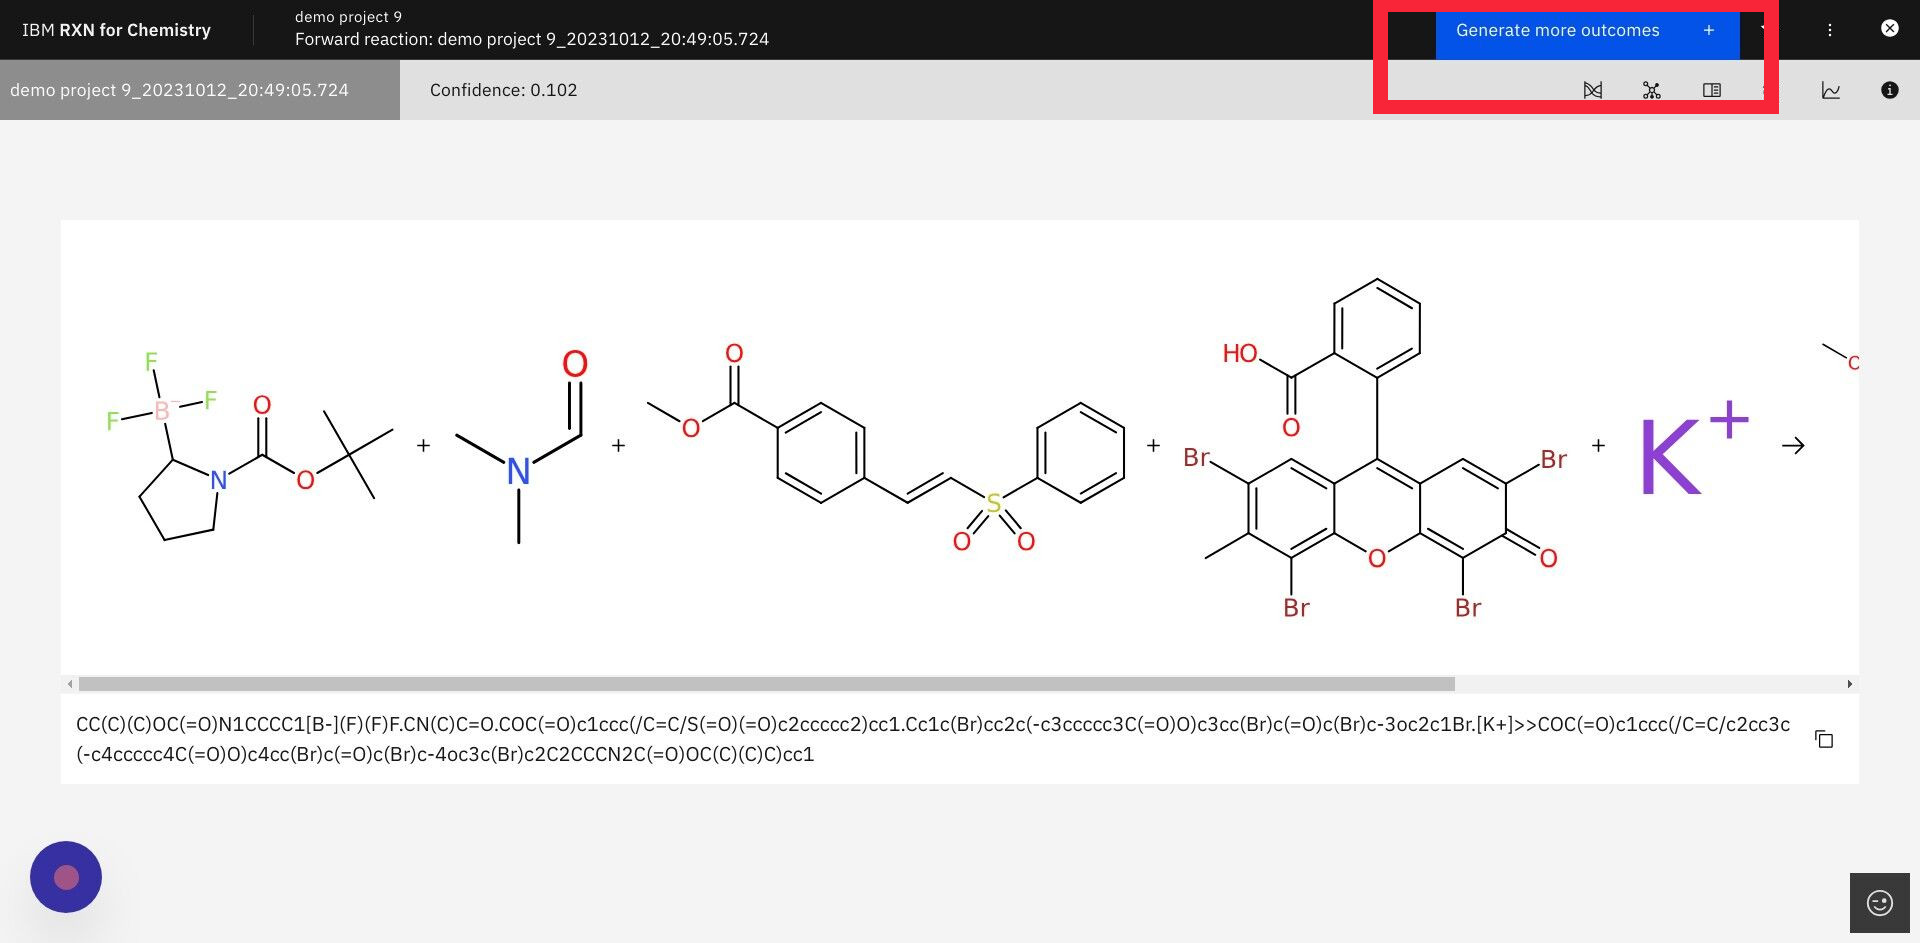 IBM RXN for Chemistry
demo project 9
Forward reaction: demo project 9_20231012_20:49:05.724
Generate more outcomes +
demo project 9_20231012_20:49:05.724
Confidence: 0.102
F
F
B−
F
N
O
O
+
O
N
+
O
O
S
O
O
+
HO
O
Br
Br
O
O
Br
Br
+
K+
→
O
CC(C)(C)OC(=O)N1CCCC1[B-](F)(F)F.CN(C)C=O.COC(=O)c1ccc(/C=C/S(=O)(=O)c2ccccc2)cc1.Cc1c(Br)cc2c(-c3ccccc3C(=O)O)c3cc(Br)c(=O)c(Br)c-3oc2c1Br.[K+]>>COC(=O)c1ccc(/C=C/c2cc3c
(-c4ccccc4C(=O)O)c4cc(Br)c(=O)c(Br)c-4oc3c(Br)c2C2CCCN2C(=O)OC(C)(C)C)cc1